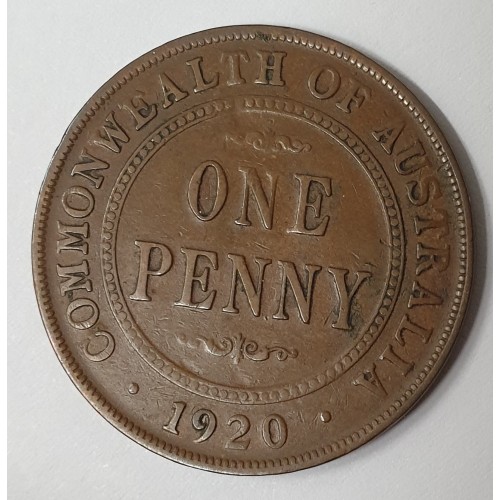 COMMONWEALTH OF AUSTRALIA
ONE
PENNY
· 1920 ·